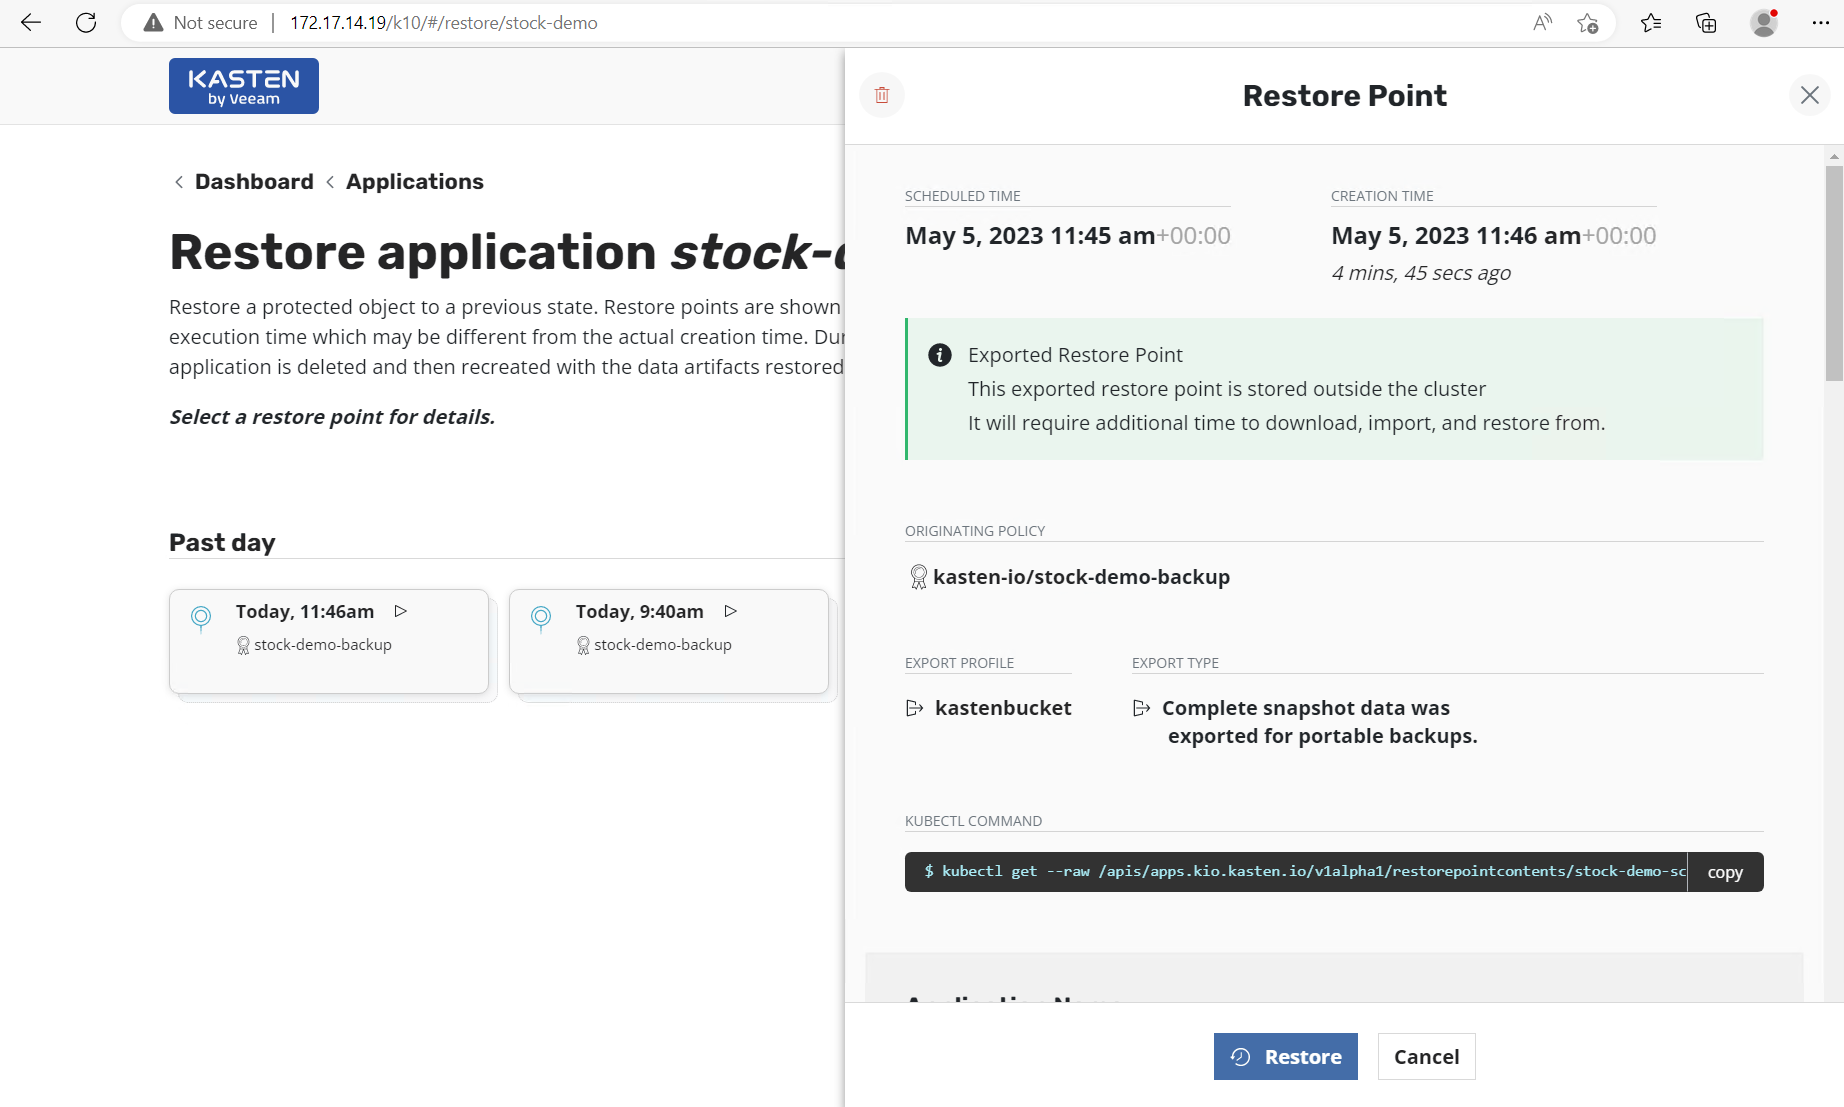 Not secure
172.17.14.19/k10/#/restore/stock-demo
KASTEN
by Veeam
Dashboard
Applications
Restore application stock-
Restore a protected object to a previous state. Restore points are shown
execution time which may be different from the actual creation time. Dur
application is deleted and then recreated with the data artifacts restored
Select a restore point for details.
Past day
Today, 11:46am
stock-demo-backup
Today, 9:40am
stock-demo-backup
Restore Point
SCHEDULED TIME
May 5, 2023 11:45 am+00:00
CREATION TIME
May 5, 2023 11:46 am+00:00
4 mins, 45 secs ago
Exported Restore Point
This exported restore point is stored outside the cluster
It will require additional time to download, import, and restore from.
ORIGINATING POLICY
kasten-io/stock-demo-backup
EXPORT PROFILE
kastenbucket
EXPORT TYPE
Complete snapshot data was
exported for portable backups.
KUBECTL COMMAND
$ kubectl get --raw /apis/apps.kio.kasten.io/v1alpha1/restorepointcontents/stock-demo-sc
copy
Restore
Cancel